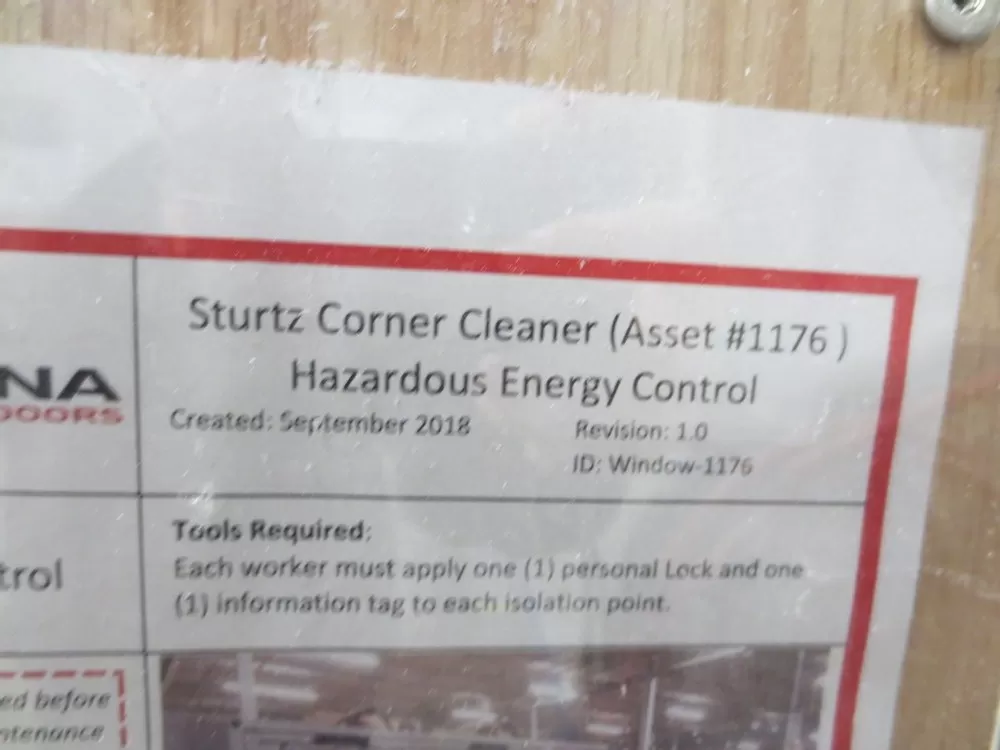 Sturtz Corner Cleaner (Asset #1176 )
Hazardous Energy Control
Created: September 2018
Revision: 1.0
ID: Window-1176
NA
DOORS
Tools Required:
Each worker must apply one (1) personal Lock and one
(1) information tag to each isolation point.
trol
ed before
ntenance